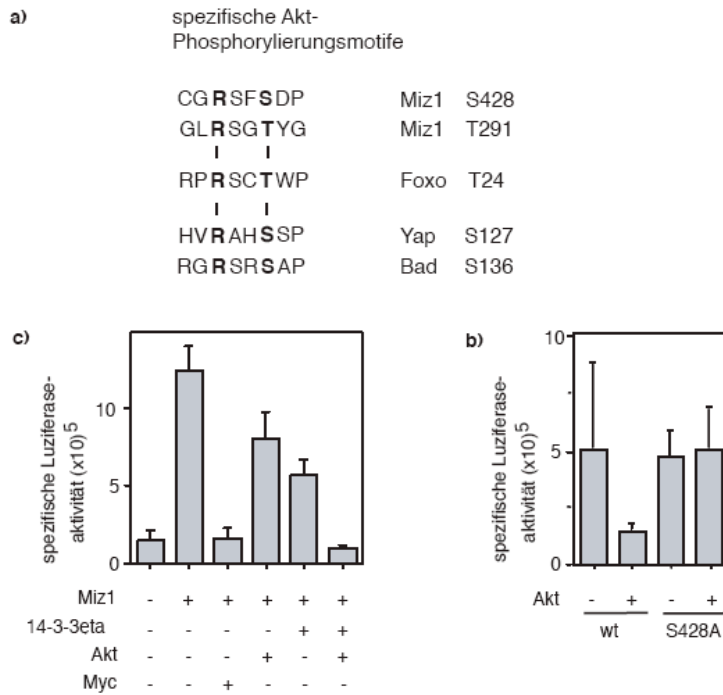 a)
spezifische Akt-
Phosphorylierungsmotife
CGRSFSDP Miz1 S428
GLRSGTYG Miz1 T291
RPRSCTWP Foxo T24
HVRAHSSP Yap S127
RGRSRSAP Bad S136
c)
spezifische Luziferase-
aktivität (x10)5
10
5
0
Miz1 - + + + + +
14-3-3eta - - - - + +
Akt - - - + - +
Myc - - + - - -
b)
spezifische Luziferase-
aktivität (x10)5
10
5
0
Akt - + - +
wt S428A